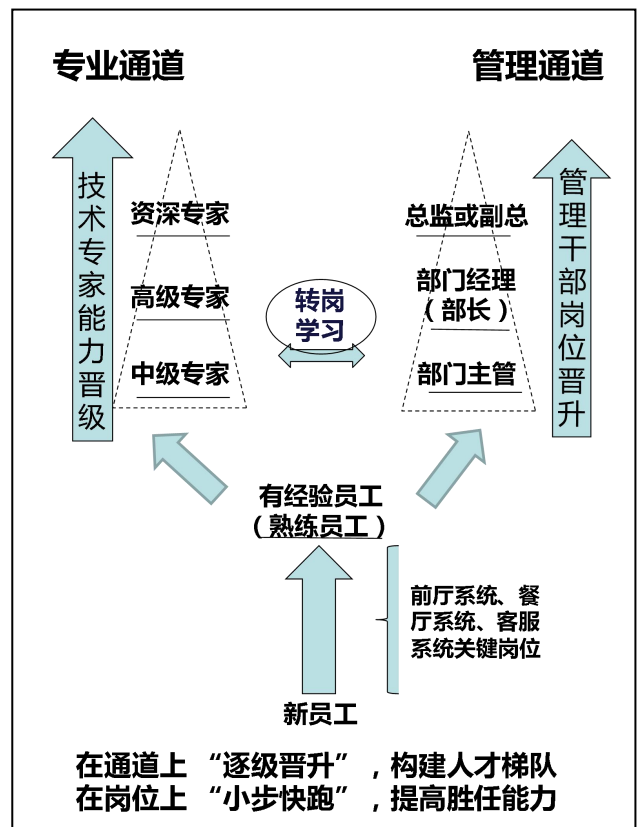 专业通道
管理通道
技术专家能力晋级
资深专家
高级专家
中级专家
转岗
学习
总监或副总
部门经理
（部长）
部门主管
管理干部岗位晋升
有经验员工
（熟练员工）
前厅系统、餐
厅系统、客服
系统关键岗位
新员工
在通道上 “逐级晋升” ，构建人才梯队
在岗位上 “小步快跑” ，提高胜任能力